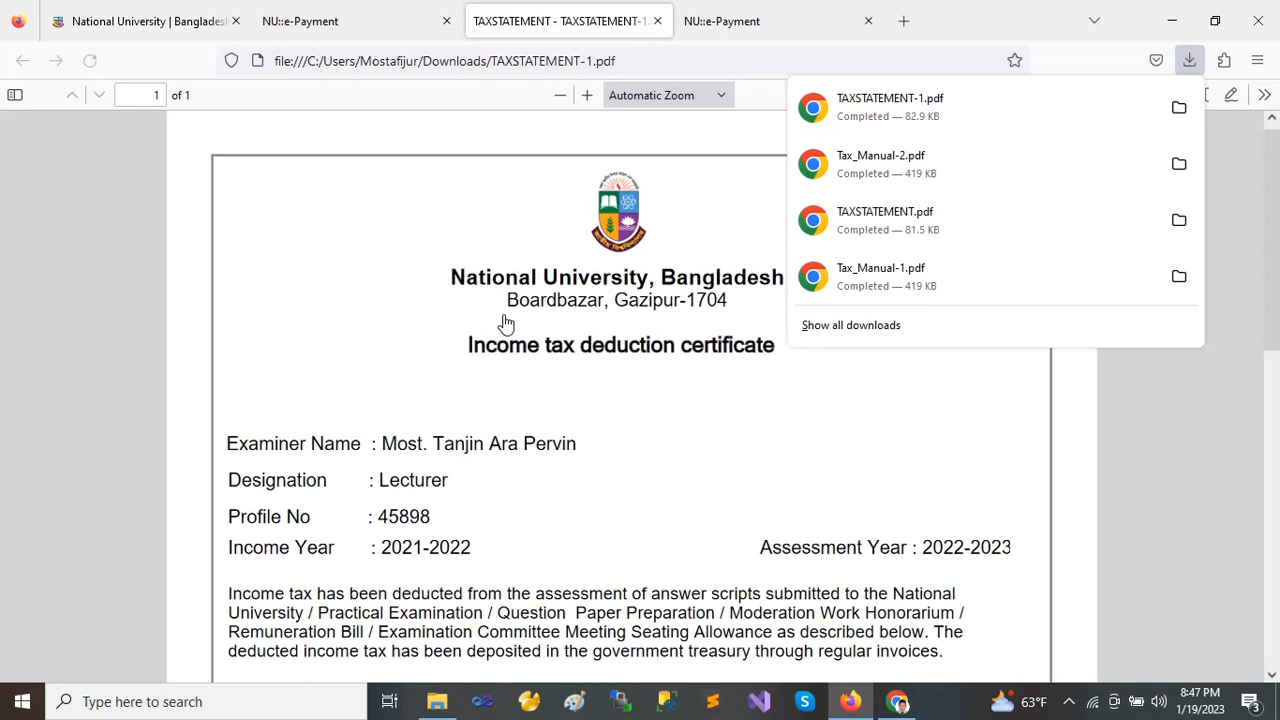 National University | Bangladesh
NU::e-Payment
TAXSTATEMENT - TAXSTATEMENT-1.
NU::e-Payment
file:///C:/Users/Mostafijur/Downloads/TAXSTATEMENT-1.pdf
1 of 1
Automatic Zoom
TAXSTATEMENT-1.pdf
Completed — 82.9 KB
Tax_Manual-2.pdf
Completed — 419 KB
TAXSTATEMENT.pdf
Completed — 81.5 KB
Tax_Manual-1.pdf
Completed — 419 KB
Show all downloads
National University, Bangladesh
Boardbazar, Gazipur-1704
Income tax deduction certificate
Examiner Name : Most. Tanjin Ara Pervin
Designation : Lecturer
Profile No : 45898
Income Year : 2021-2022
Assessment Year : 2022-2023
Income tax has been deducted from the assessment of answer scripts submitted to the National
University / Practical Examination / Question Paper Preparation / Moderation Work Honorarium /
Remuneration Bill / Examination Committee Meeting Seating Allowance as described below. The
deducted income tax has been deposited in the government treasury through regular invoices.
Type here to search
63°F
8:47 PM
1/19/2023
3